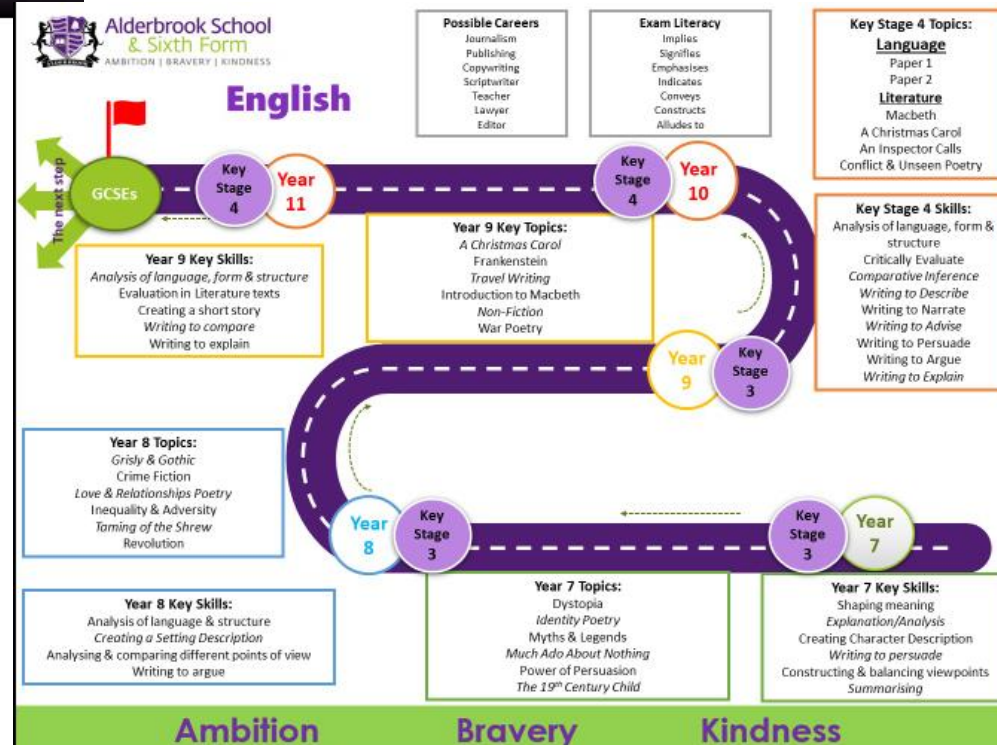 Alderbrook School
& Sixth Form
AMBITION | BRAVERY | KINDNESS
English
Possible Careers
Journalism
Publishing
Copywriting
Scriptwriter
Teacher
Lawyer
Editor
Exam Literacy
Implies
Signifies
Emphasises
Indicates
Conveys
Constructs
Alludes to
Key Stage 4 Topics:
Language
Paper 1
Paper 2
Literature
Macbeth
A Christmas Carol
An Inspector Calls
Conflict & Unseen Poetry
The next step
GCSEs
Key
Stage
4
Year
11
Key
Stage
4
Year
10
Year 9 Key Skills:
Analysis of language, form & structure
Evaluation in Literature texts
Creating a short story
Writing to compare
Writing to explain
Year 9 Key Topics:
A Christmas Carol
Frankenstein
Travel Writing
Introduction to Macbeth
Non-Fiction
War Poetry
Key Stage 4 Skills:
Analysis of language, form &
structure
Critically Evaluate
Comparative Inference
Writing to Describe
Writing to Narrate
Writing to Advise
Writing to Persuade
Writing to Argue
Writing to Explain
Year
9
Key
Stage
3
Year 8 Topics:
Grisly & Gothic
Crime Fiction
Love & Relationships Poetry
Inequality & Adversity
Taming of the Shrew
Revolution
Year
8
Key
Stage
3
Key
Stage
3
Year
7
Year 8 Key Skills:
Analysis of language & structure
Creating a Setting Description
Analysing & comparing different points of view
Writing to argue
Year 7 Topics:
Dystopia
Identity Poetry
Myths & Legends
Much Ado About Nothing
Power of Persuasion
The 19th Century Child
Year 7 Key Skills:
Shaping meaning
Explanation/Analysis
Creating Character Description
Writing to persuade
Constructing & balancing viewpoints
Summarising
Ambition Bravery Kindness